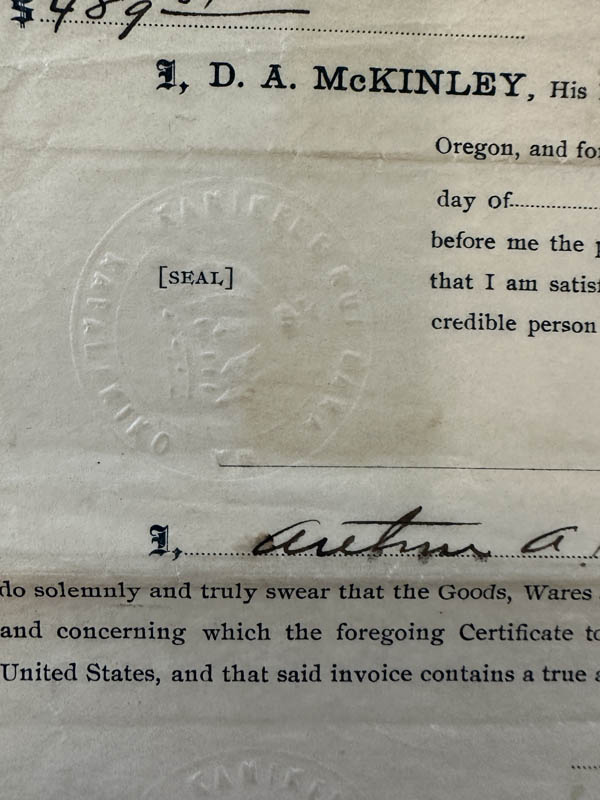 $ 489
I, D. A. McKINLEY, His
Oregon, and for
day of
[SEAL]
before me the p
that I am satisf
credible person
I, a.
do solemnly and truly swear that the Goods, Wares
and concerning which the foregoing Certificate to
United States, and that said invoice contains a true a